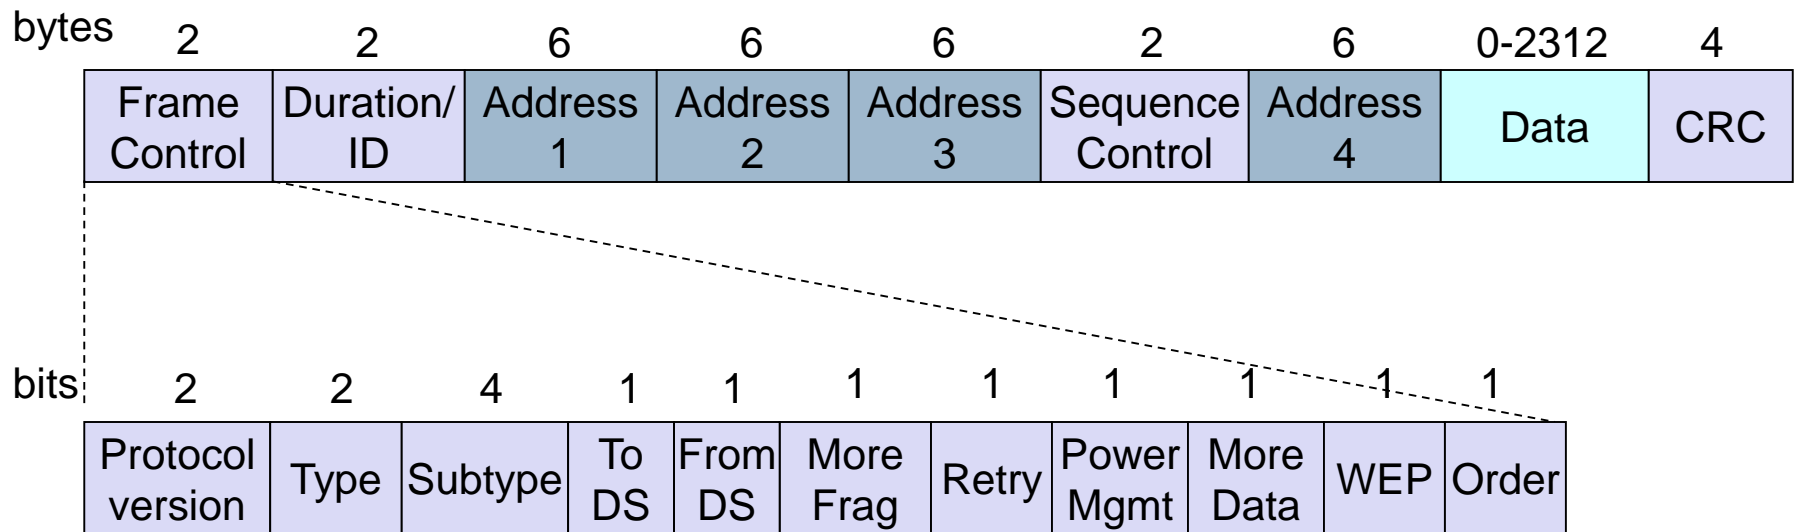 bytes 2 2 6 6 6 2 6 0-2312 4
Frame Duration/ Address Address Address Sequence Address Data CRC
Control ID 1 2 3 Control 4
bits 2 2 4 1 1 1 1 1 1 1 1
Protocol Type Subtype To From More Retry Power More WEP Order
version DS DS Frag Mgmt Data